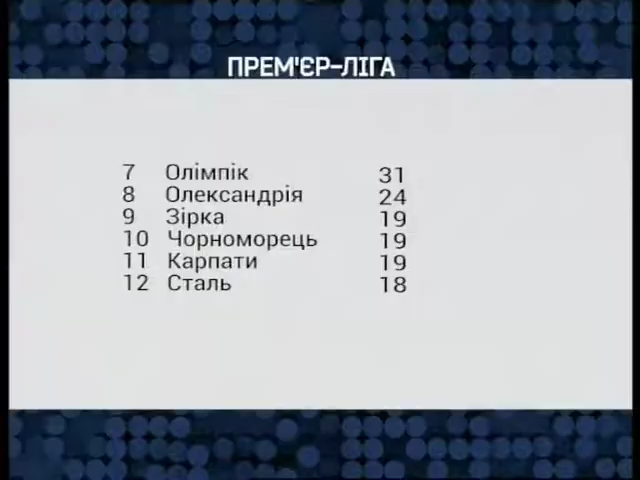 ПРЕМ'ЄР–ЛІГА
7 Олімпік 31
8 Олександрія 24
9 Зірка 19
10 Чорноморець 19
11 Карпати 19
12 Сталь 18